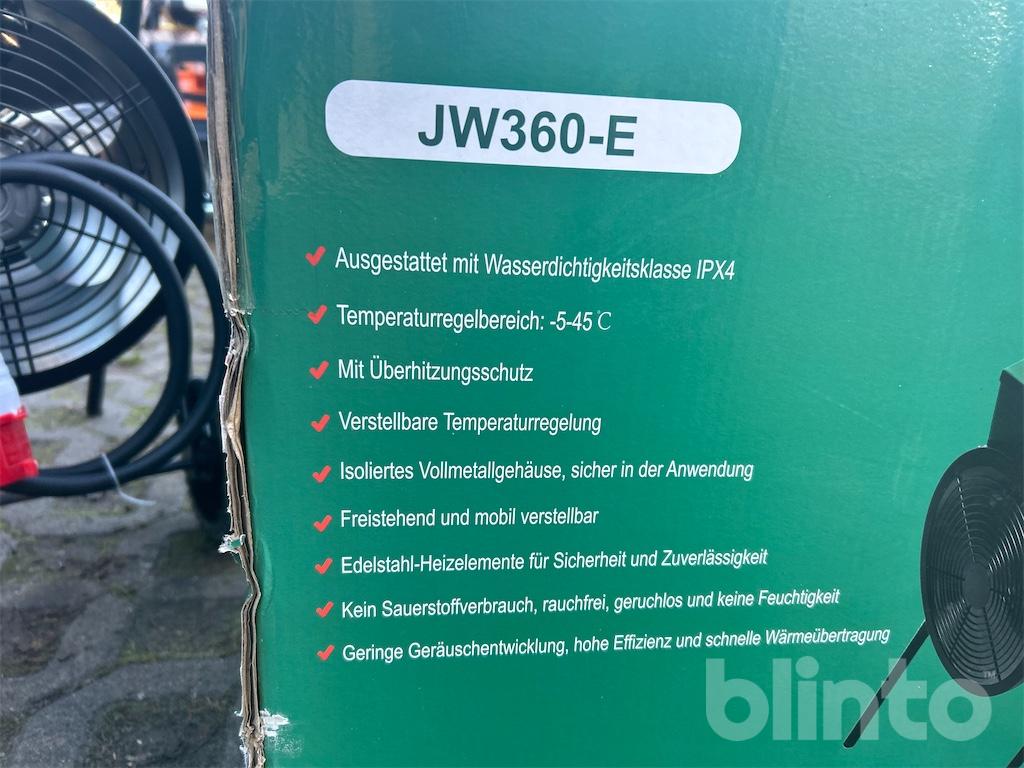 JW360-E
Ausgestattet mit Wasserdichtigkeitsklasse IPX4
Temperaturregelbereich: -5-45℃
Mit Überhitzungsschutz
Verstellbare Temperaturregelung
Isoliertes Vollmetallgehäuse, sicher in der Anwendung
Freistehend und mobil verstellbar
Edelstahl-Heizelemente für Sicherheit und Zuverlässigkeit
Kein Sauerstoffverbrauch, rauchfrei, geruchlos und keine Feuchtigkeit
Geringe Geräuschentwicklung, hohe Effizienz und schnelle Wärmeübertragung
blinto™